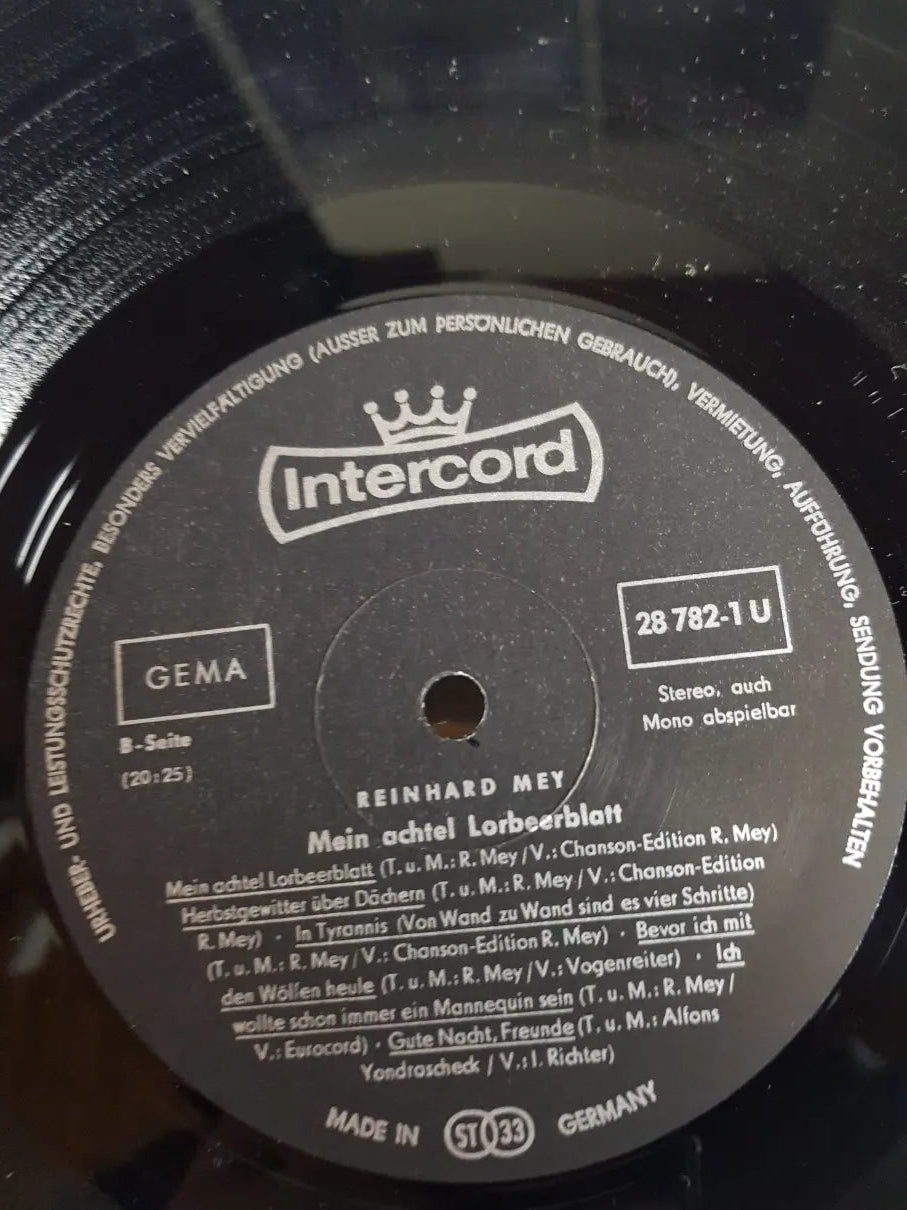 URHEBER- UND LEISTUNGSSCHUTZRECHTE, BESONDERS VERVIELFÄLTIGUNG (AUSSER ZUM PERSÖNLICHEN GEBRAUCH), VERMIETUNG, AUFFÜHRUNG, SENDUNG VORBEHALTEN
Intercord
GEMA
B-Seite
(20:25)
28 782-1 U
Stereo, auch
Mono abspielbar
REINHARD MEY
Mein achtel Lorbeerblatt
Mein achtel Lorbeerblatt (T. u. M.: R. Mey / V.: Chanson-Edition R. Mey)
Herbstgewitter über Dächern (T. u. M.: R. Mey / V.: Chanson-Edition
R. Mey) · In Tyrannis (Von Wand zu Wand sind es vier Schritte)
(T. u. M.: R. Mey / V.: Chanson-Edition R. Mey) · Bevor ich mit
den Wölfen heule (T. u. M.: R. Mey / V.: Vogenreiter) · Ich
wollte schon immer ein Mannequin sein (T. u. M.: R. Mey /
V.: Eurocord) · Gute Nacht, Freunde (T. u. M.: Alfons
Yondrascheck / V.: I. Richter)
MADE IN ST 33 GERMANY